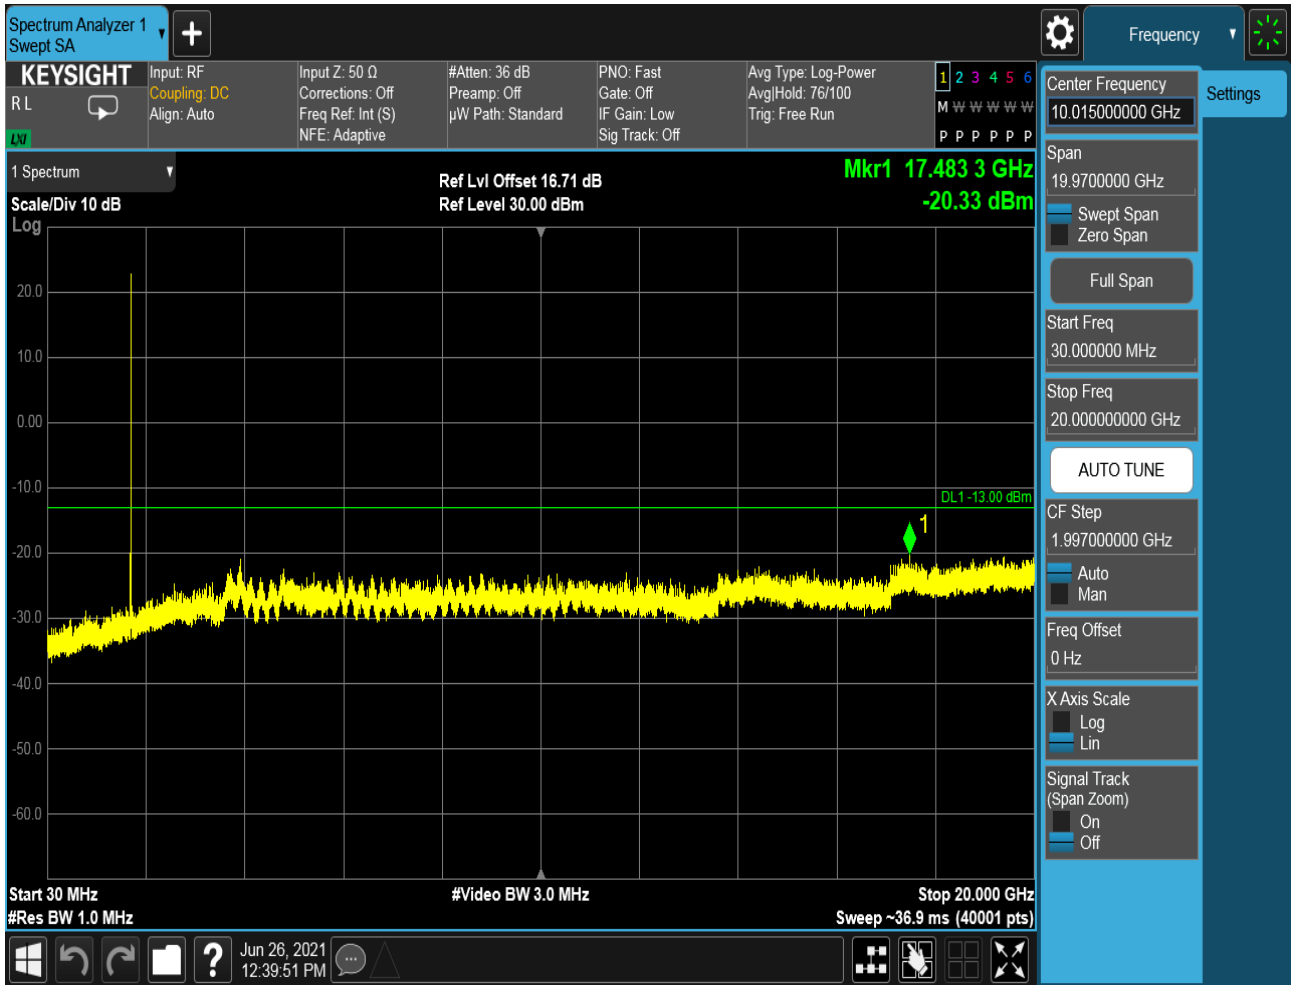 Spectrum Analyzer 1
Swept SA
Frequency
KEYSIGHT
R L
LXI
Input: RF
Coupling: DC
Align: Auto
Input Z: 50 Ω
Corrections: Off
Freq Ref: Int (S)
NFE: Adaptive
#Atten: 36 dB
Preamp: Off
µW Path: Standard
PNO: Fast
Gate: Off
IF Gain: Low
Sig Track: Off
Avg Type: Log-Power
Avg|Hold: 76/100
Trig: Free Run
1 2 3 4 5 6
M W W W W W
P P P P P P
1 Spectrum
Scale/Div 10 dB
Log
Ref Lvl Offset 16.71 dB
Ref Level 30.00 dBm
Mkr1 17.483 3 GHz
-20.33 dBm
20.0
10.0
0.00
-10.0
-20.0
-30.0
-40.0
-50.0
-60.0
DL1 -13.00 dBm
1
Start 30 MHz
#Res BW 1.0 MHz
#Video BW 3.0 MHz
Stop 20.000 GHz
Sweep ~36.9 ms (40001 pts)
Center Frequency
10.015000000 GHz
Settings
Span
19.9700000 GHz
Swept Span
Zero Span
Full Span
Start Freq
30.000000 MHz
Stop Freq
20.000000000 GHz
AUTO TUNE
CF Step
1.997000000 GHz
Auto
Man
Freq Offset
0 Hz
X Axis Scale
Log
Lin
Signal Track
(Span Zoom)
On
Off
?
Jun 26, 2021
12:39:51 PM